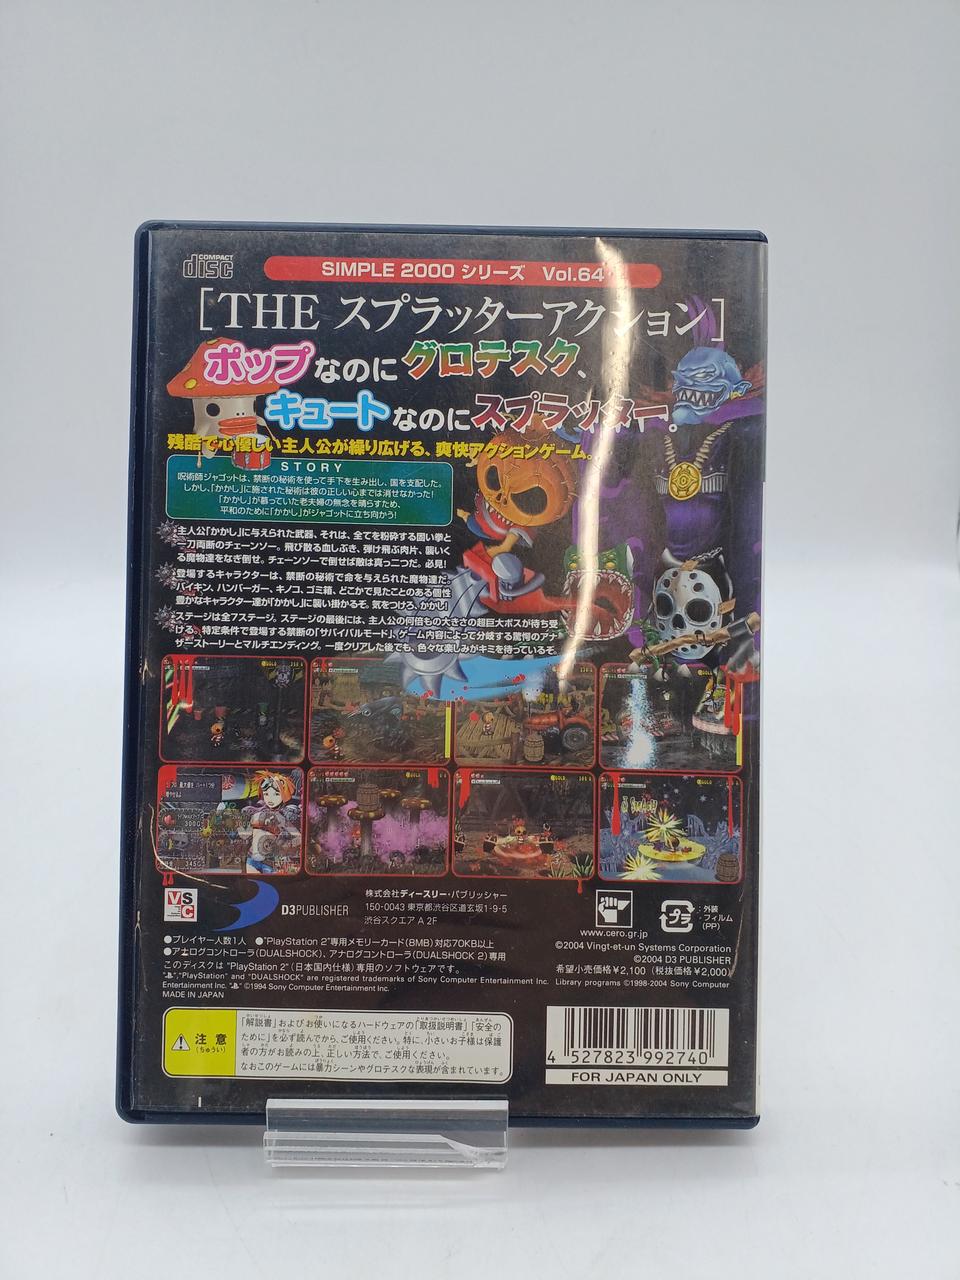 COMPACT
disc
SIMPLE 2000 シリーズ Vol.64
[THE スプラッターアクション]
ポップなのにグロテスク、
キュートなのにスプラッター。
残酷で心優しい主人公が繰り広げる、爽快アクションゲーム。
STORY
呪術師ジャゴットは、禁断の秘術を使って手下を生み出し、国を支配した。
しかし、「かかし」に施された秘術は彼の正しい心までは消せなかった!
「かかし」が慕っていた老夫婦の無念を晴らすため、
平和のために「かかし」がジャゴットに立ち向かう!
主人公「かかし」に与えられた武器、それは、全てを粉砕する固い拳と
一刀両断のチェーンソー。飛び散る血しぶき、弾け飛ぶ肉片、襲いく
る魔物達をなぎ倒せ。チェーンソーで倒せば敵は真っ二つだ。必見!
登場するキャラクターは、禁断の秘術で命を与えられた魔物達だ。
バイキン、ハンバーガー、キノコ、ゴミ箱、どこかで見たことのある個性
豊かなキャラクター達が「かかし」に襲い掛かるぞ。気をつけろ、かかし!
ステージは全7ステージ。ステージの最後には、主人公の何倍もの大きさの超巨大ボスが待ち受
ける。特定条件で登場する禁断の「サバイバルモード」、ゲーム内容によって分岐する驚愕のアナ
ザーストーリーとマルチエンディング。一度クリアした後でも、色々な楽しみがキミを待っているぞ。
VSC
D3PUBLISHER
株式会社ディースリー・パブリッシャー
150-0043 東京都渋谷区道玄坂1-9-5
渋谷スクエア A 2F
www.cero.gr.jp
プラ
:外装
・フィルム
(PP)
●プレイヤー人数1人 ●"PlayStation 2"専用メモリーカード(8MB)対応70KB以上
●アナログコントローラ(DUALSHOCK)、アナログコントローラ(DUALSHOCK 2)専用
このディスクは "PlayStation 2" (日本国内仕様)専用のソフトウェアです。
©2004 Vingt-et-un Systems Corporation
©2004 D3 PUBLISHER
希望小売価格¥2,100 (税抜価格¥2,000)
"PlayStation" and "DUALSHOCK" are registered trademarks of Sony Computer Entertainment Inc. Library programs ©1998-2004 Sony Computer
Entertainment Inc. ©1994 Sony Computer Entertainment Inc.
MADE IN JAPAN
注意
(ちゅうい)
「解説書」およびお使いになるハードウェアの「取扱説明書」「安全の
ために」を必ず読んでから、ご使用ください。特に、小さいお子様は保護
者の方がお読みの上、正しい方法で、ご使用ください。
なおこのゲームには暴力シーンやグロテスクな表現が含まれています。
4 527823 992740
FOR JAPAN ONLY